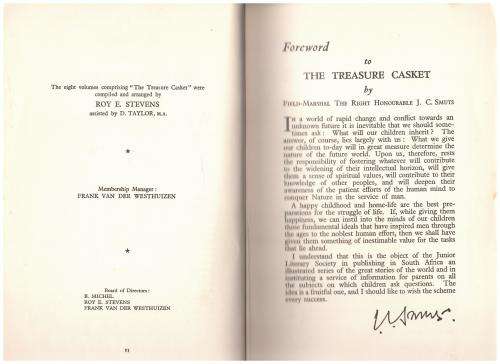 The eight volumes comprising "The Treasure Casket" were
compiled and arranged by
ROY E. STEVENS
assisted by D. TAYLOR, M.A.
*
Membership Manager:
FRANK VAN DER WESTHUIZEN
*
Board of Directors:
B. MICHEL
ROY E. STEVENS
FRANK VAN DER WESTHUIZEN
Foreword
to
THE TREASURE CASKET
by
FIELD-MARSHAL THE RIGHT HONOURABLE J. C. SMUTS
IN a world of rapid change and conflict towards an
unknown future it is inevitable that we should some-
times ask: What will our children inherit? The
answer, of course, lies largely with us: What we give
our children to-day will in great measure determine the
nature of the future world. Upon us, therefore, rests
the responsibility of fostering whatever will contribute
to the widening of their intellectual horizon, will give
them a sense of spiritual values, will contribute to their
knowledge of other peoples, and will deepen their
awareness of the patient efforts of the human mind to
conquer Nature in the service of man.
A happy childhood and home-life are the best pre-
parations for the struggle of life. If, while giving them
happiness, we can instil into the minds of our children
those fundamental ideals that have inspired men through
the ages to the noblest human effort, then we shall have
given them something of inestimable value for the tasks
that lie ahead.
I understand that this is the object of the Junior
Literary Society in publishing in South Africa an
illustrated series of the great stories of the world and in
instituting a service of information for parents on all
the subjects on which children ask questions. The
idea is a fruitful one, and I should like to wish the scheme
every success.